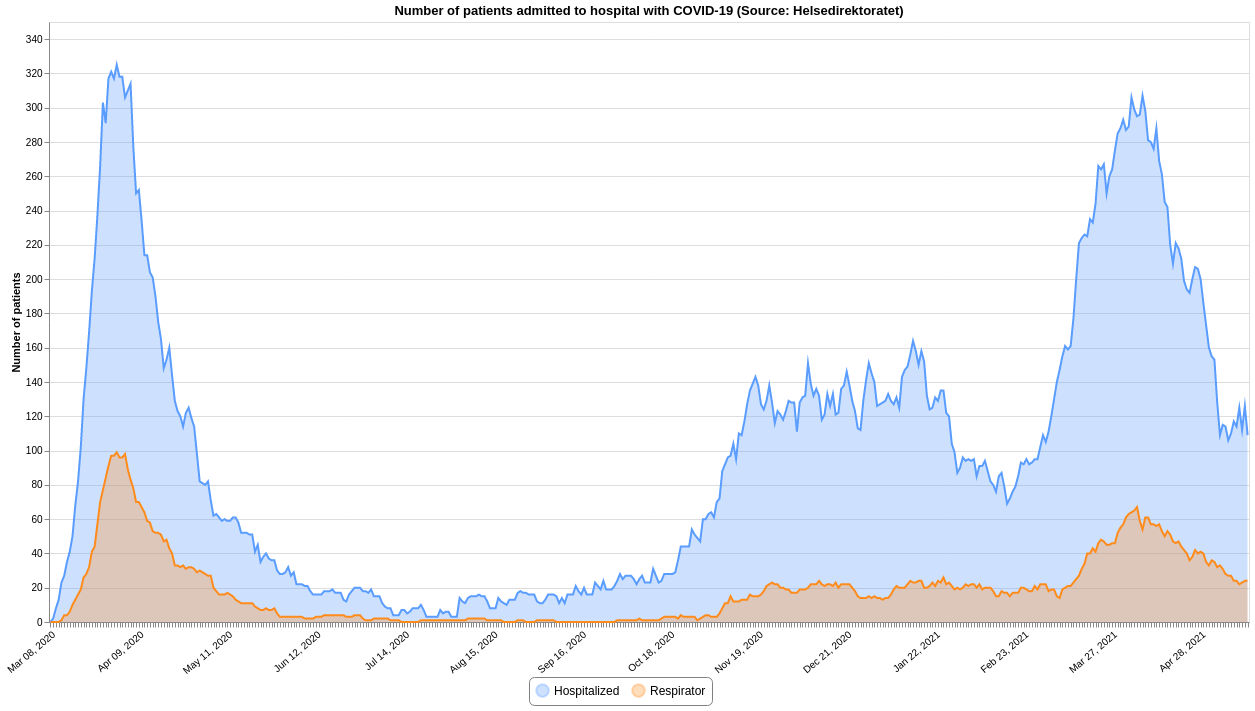 Number of patients admitted to hospital with COVID-19 (Source: Helsedirektoratet)
Number of patients
340
320
300
280
260
240
220
200
180
160
140
120
100
80
60
40
20
0
Mar 08, 2020
Apr 09, 2020
May 11, 2020
Jun 12, 2020
Jul 14, 2020
Aug 15, 2020
Sep 16, 2020
Oct 18, 2020
Nov 19, 2020
Dec 21, 2020
Jan 22, 2021
Feb 23, 2021
Mar 27, 2021
Apr 28, 2021
Hospitalized
Respirator